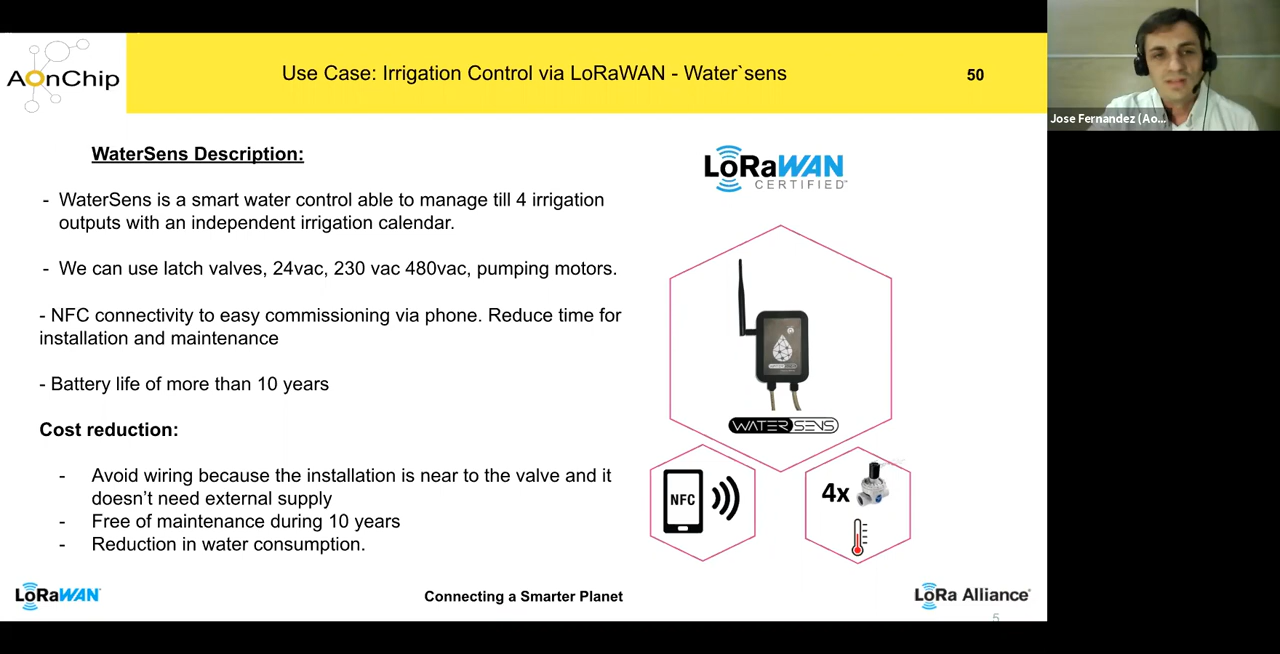 AonChip
Use Case: Irrigation Control via LoRaWAN - Water`sens
50
Jose Fernandez (Ao...
WaterSens Description:
- WaterSens is a smart water control able to manage till 4 irrigation
outputs with an independent irrigation calendar.
- We can use latch valves, 24vac, 230 vac 480vac, pumping motors.
- NFC connectivity to easy commissioning via phone. Reduce time for
installation and maintenance
- Battery life of more than 10 years
Cost reduction:
- Avoid wiring because the installation is near to the valve and it
doesn't need external supply
- Free of maintenance during 10 years
- Reduction in water consumption.
LoRaWAN
CERTIFIED™
WATERSENS
NFC
4x
LoRaWAN
Connecting a Smarter Planet
LoRa Alliance
5